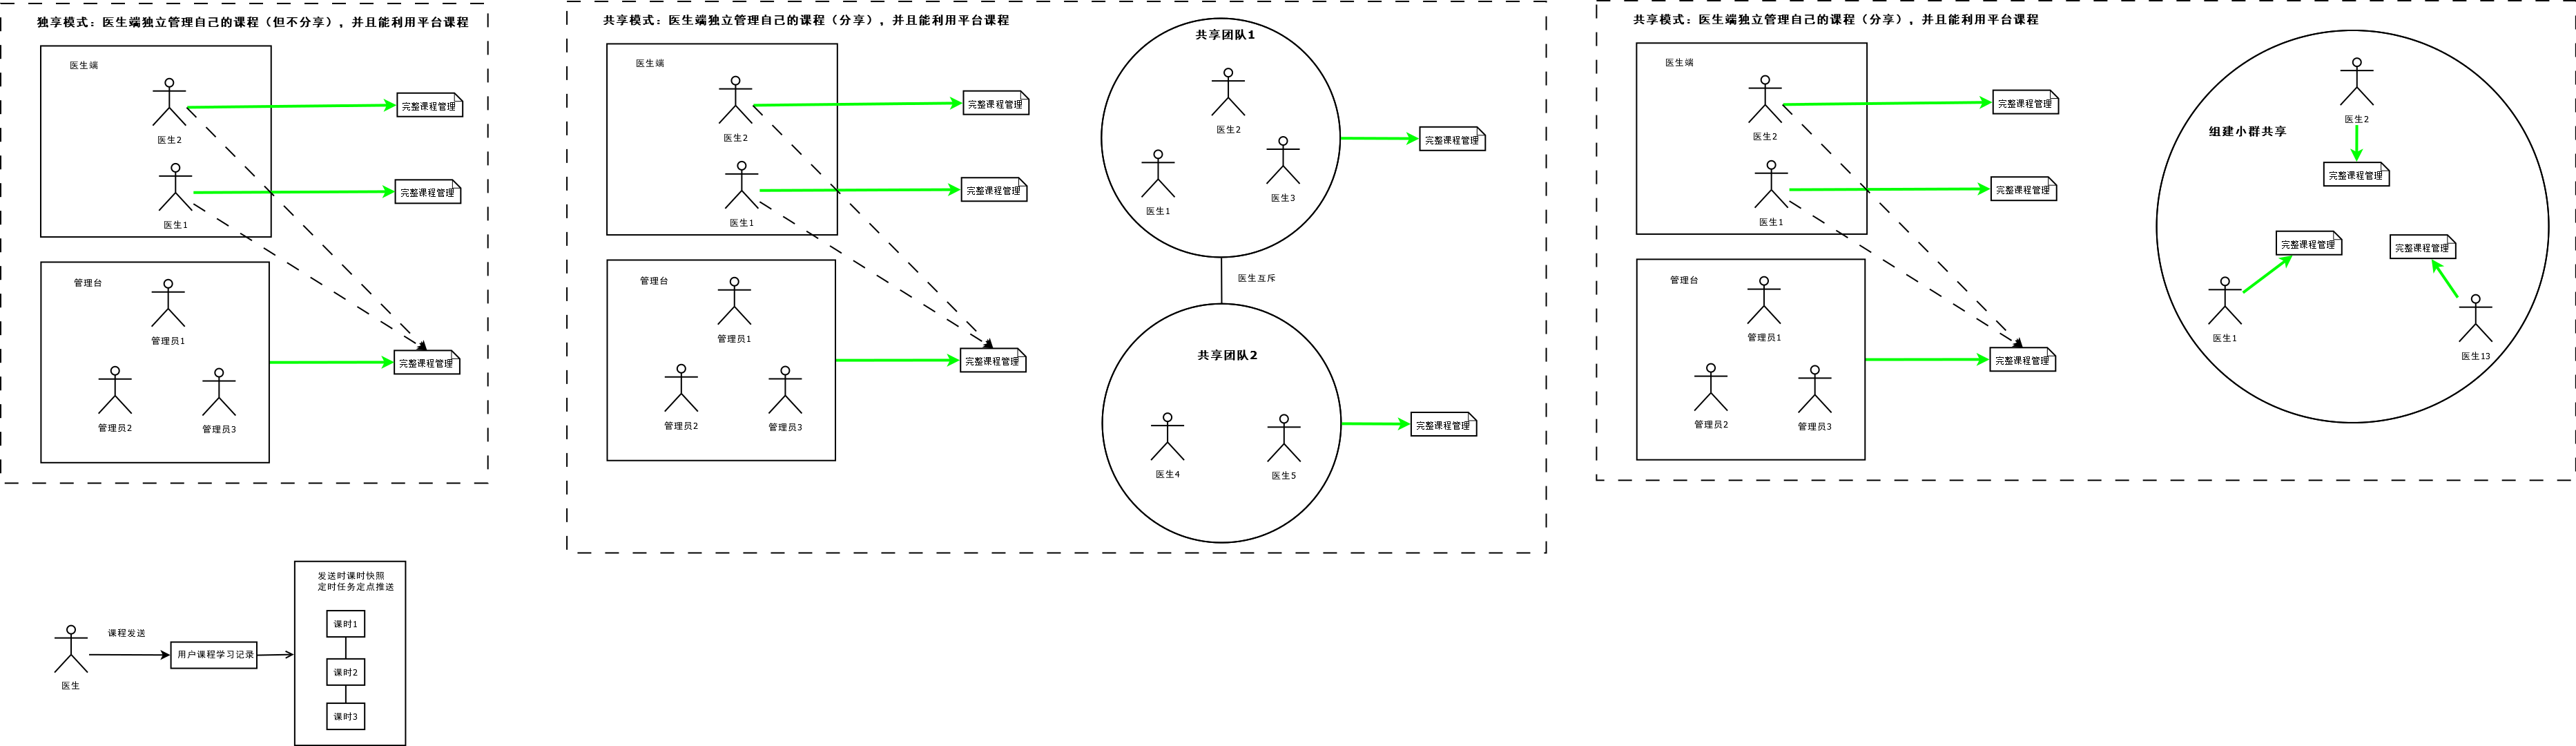 独享模式：医生端独立管理自己的课程（但不分享），并且能利用平台课程
医生端
医生2
完整课程管理
医生1
完整课程管理
管理台
管理员1
管理员2
管理员3
完整课程管理
共享模式：医生端独立管理自己的课程（分享），并且能利用平台课程
医生端
医生2
完整课程管理
医生1
完整课程管理
管理台
管理员1
管理员2
管理员3
完整课程管理
共享团队1
医生2
医生1
医生3
完整课程管理
医生互斥
共享团队2
医生4
医生5
完整课程管理
共享模式：医生端独立管理自己的课程（分享），并且能利用平台课程
医生端
医生2
完整课程管理
医生1
完整课程管理
管理台
管理员1
管理员2
管理员3
完整课程管理
组建小群共享
医生2
完整课程管理
完整课程管理
完整课程管理
医生1
医生13
医生
课程发送
用户课程学习记录
发送时课时快照
定时任务定点推送
课时1
课时2
课时3